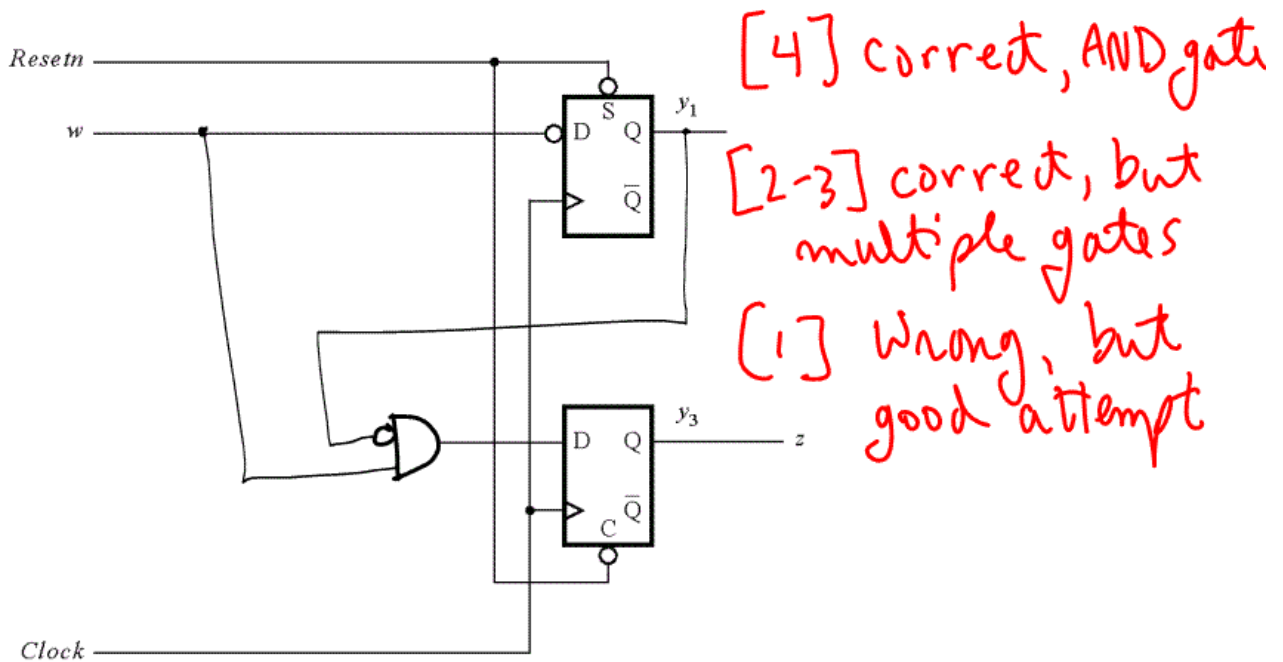 Resetn
[4] correct, AND gate
S
y1
w
D
Q
Q̅
[2-3] correct, but
multiple gates
[1] Wrong, but
good attempt
y3
D
Q
z
Q̅
C
Clock